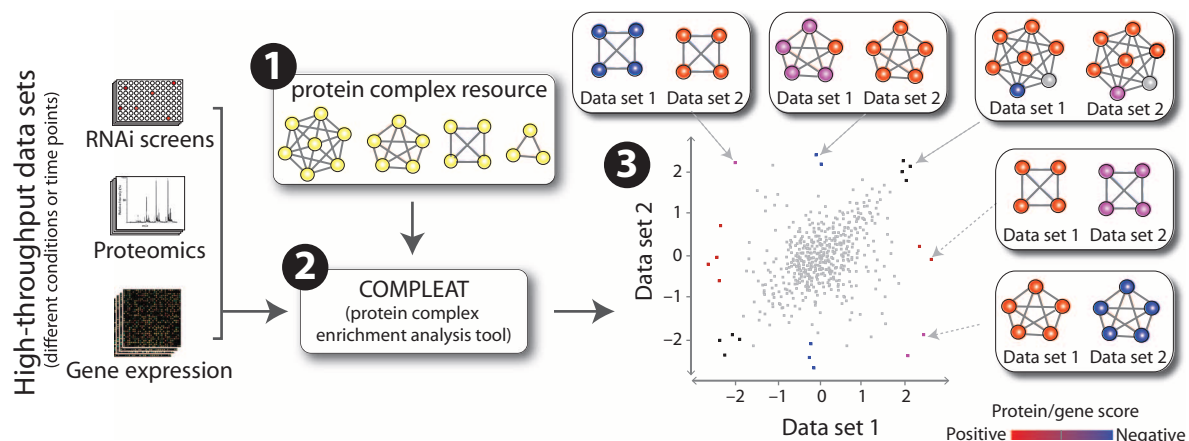 High-throughput data sets
(different conditions or time points)
RNAi screens
Proteomics
Gene expression
1
protein complex resource
2
COMPLEAT
(protein complex
enrichment analysis tool)
3
Data set 1 Data set 2
Data set 1 Data set 2
Data set 1 Data set 2
Data set 1 Data set 2
Data set 1 Data set 2
Data set 2
2
1
0
−1
−2
−2 −1 0 1 2
Data set 1
Protein/gene score
Positive Negative